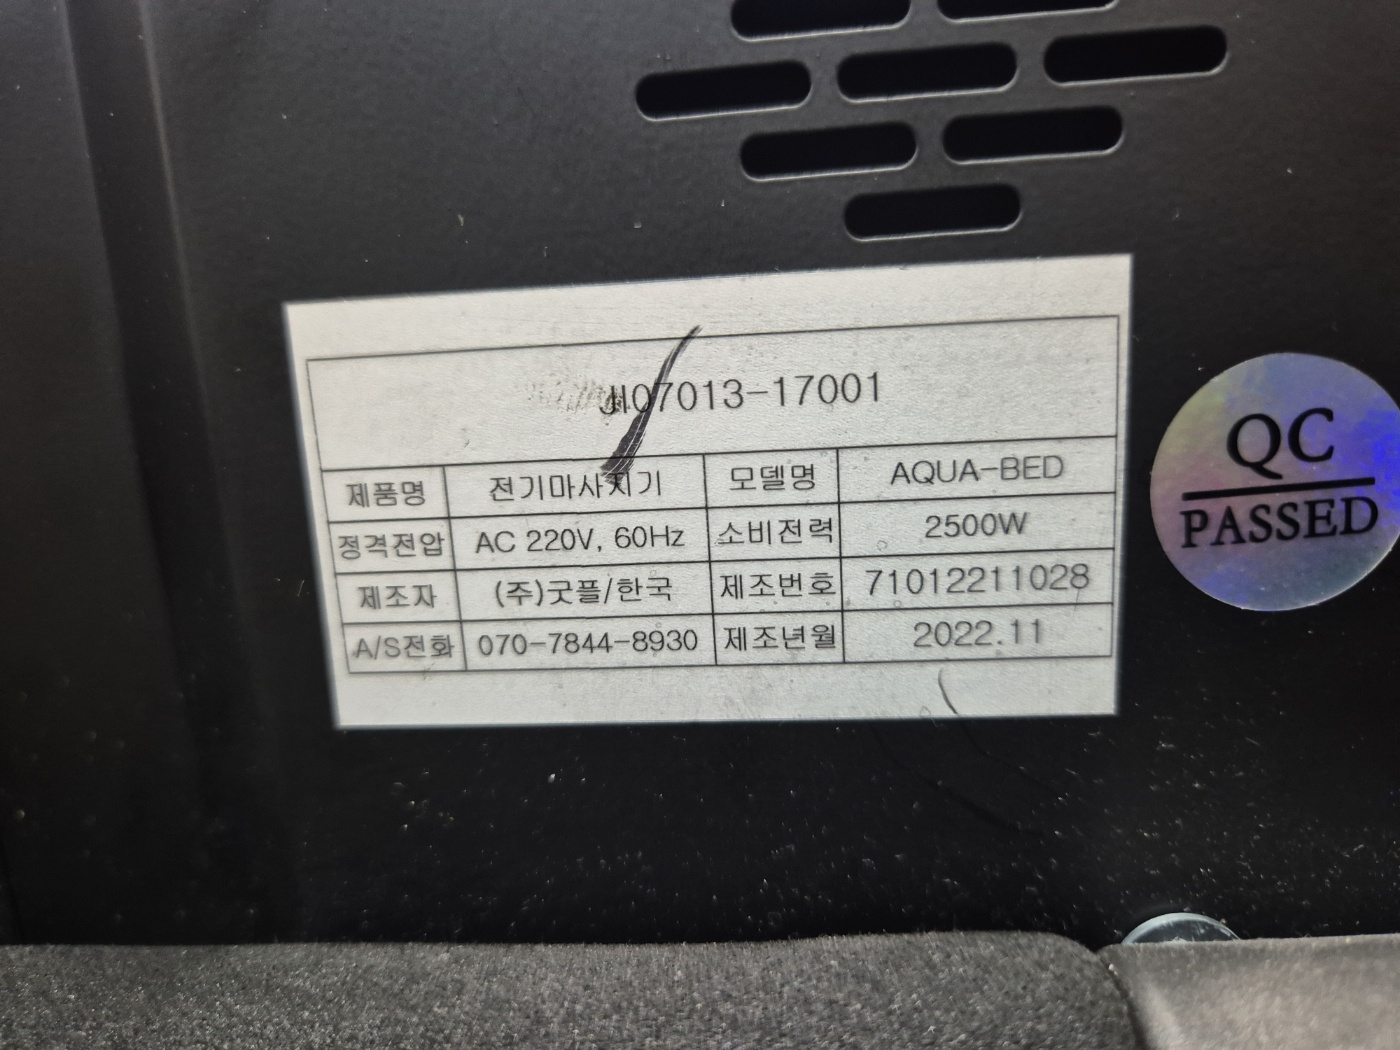 JI07013-17001
제품명 전기마사지기 모델명 AQUA-BED
정격전압 AC 220V, 60Hz 소비전력 2500W
제조자 (주)굿플/한국 제조번호 71012211028
A/S전화 070-7844-8930 제조년월 2022.11
QC
PASSED